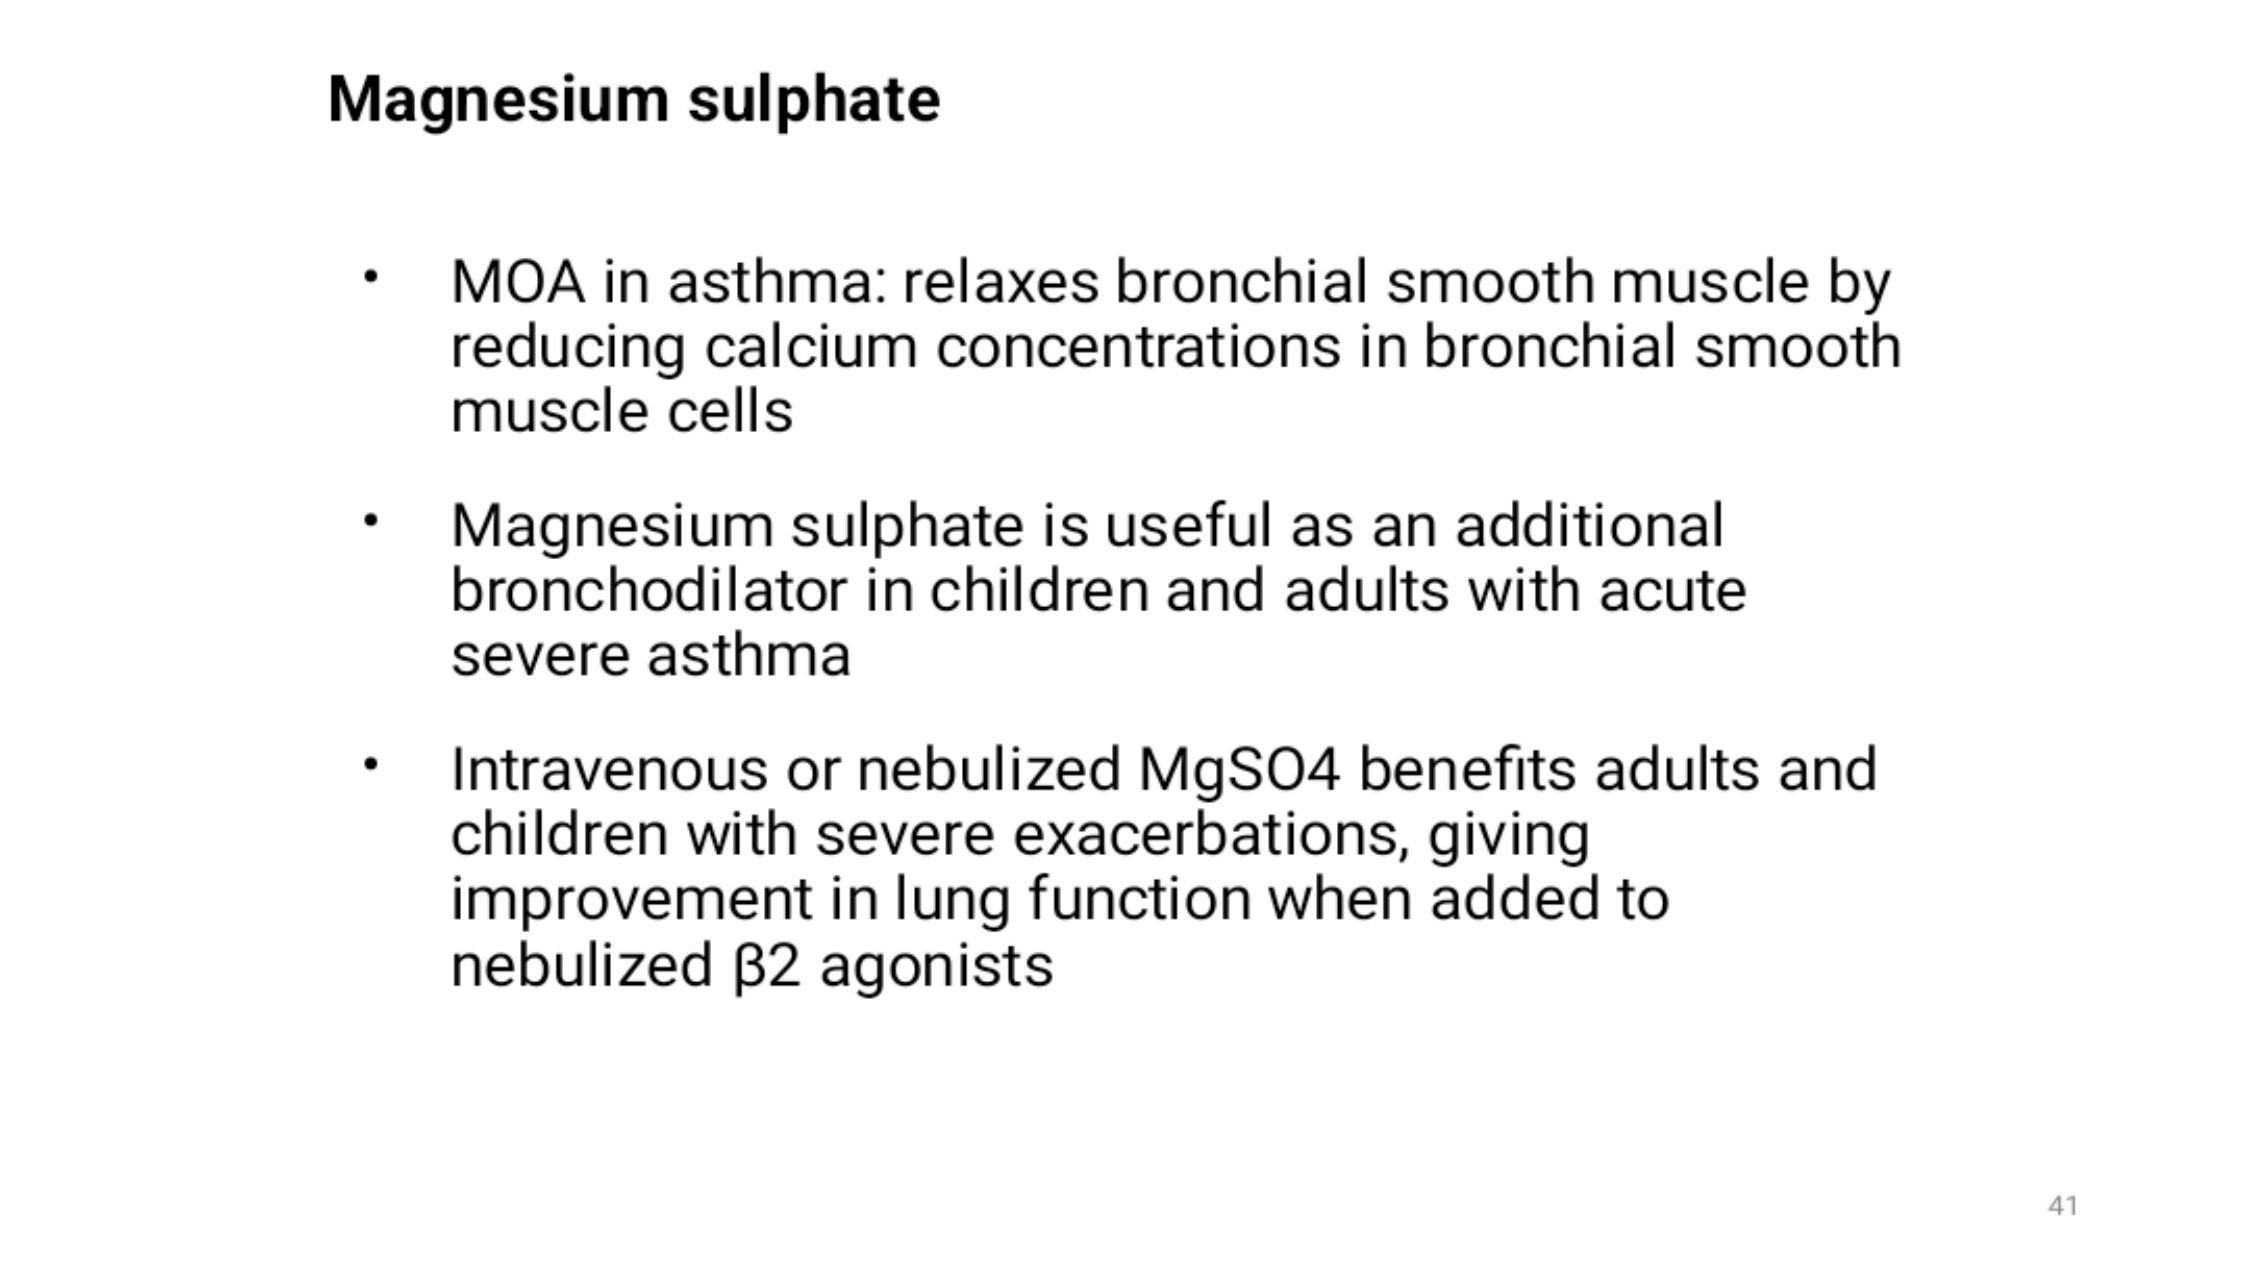 Magnesium sulphate
• MOA in asthma: relaxes bronchial smooth muscle by
reducing calcium concentrations in bronchial smooth
muscle cells
• Magnesium sulphate is useful as an additional
bronchodilator in children and adults with acute
severe asthma
• Intravenous or nebulized MgSO4 benefits adults and
children with severe exacerbations, giving
improvement in lung function when added to
nebulized β2 agonists
41